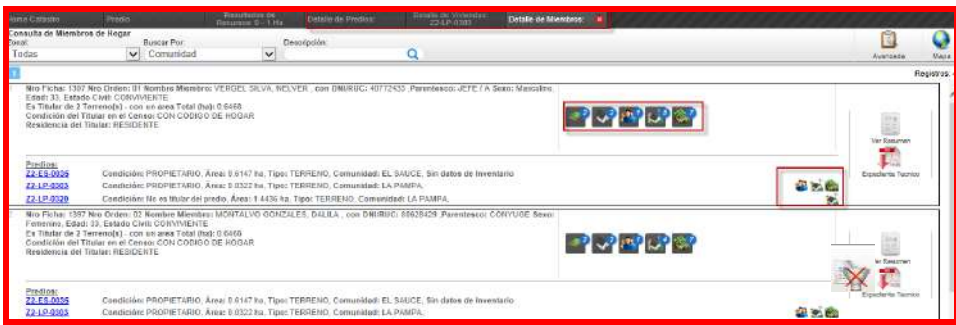 Home Catastro Predio Resultados de Recursos 5 - 1 Ha Detalle de Predios: Detalle de Viviendas: Z2-LP-0303 Detalle de Miembros:
Consulta de Miembros de Hogar
Zonal: Buscar Por: Descripción:
Todas Comunidad
Avanzada Mapa
Registros:
Nro Ficha: 1397 Nro Orden: 01 Nombre Miembro: VERGEL SILVA, NELVER , con DNI/RUC: 40772435 ,Parentesco: JEFE / A Sexo: Masculino,
Edad: 33, Estado Civil: CONVIVIENTE
Es Titular de 2 Terreno(s) - con un area Total (ha): 0.6468
Condición del Titular en el Censo: CON CODIGO DE HOGAR
Residencia del Titular: RESIDENTE
Ver Resumen
Expediente Tecnico
Predios:
Z2-ES-0036 Condición: PROPIETARIO, Área: 0.6147 ha, Tipo: TERRENO, Comunidad: EL SAUCE, Sin datos de Inventario
Z2-LP-0303 Condición: PROPIETARIO, Área: 0.0322 ha, Tipo: TERRENO, Comunidad: LA PAMPA,
Z2-LP-0320 Condición: No es titular del predio, Área: 1.4436 ha, Tipo: TERRENO, Comunidad: LA PAMPA,
Nro Ficha: 1397 Nro Orden: 02 Nombre Miembro: MONTALVO GONZALES, DALILA , con DNI/RUC: 80628429 ,Parentesco: CONYUGE Sexo:
Femenino, Edad: 33, Estado Civil: CONVIVIENTE
Es Titular de 2 Terreno(s) - con un area Total (ha): 0.6468
Condición del Titular en el Censo: CON CODIGO DE HOGAR
Residencia del Titular: RESIDENTE
Ver Resumen
Expediente Tecnico
Predios:
Z2-ES-0036 Condición: PROPIETARIO, Área: 0.6147 ha, Tipo: TERRENO, Comunidad: EL SAUCE, Sin datos de Inventario
Z2-LP-0303 Condición: PROPIETARIO, Área: 0.0322 ha, Tipo: TERRENO, Comunidad: LA PAMPA,